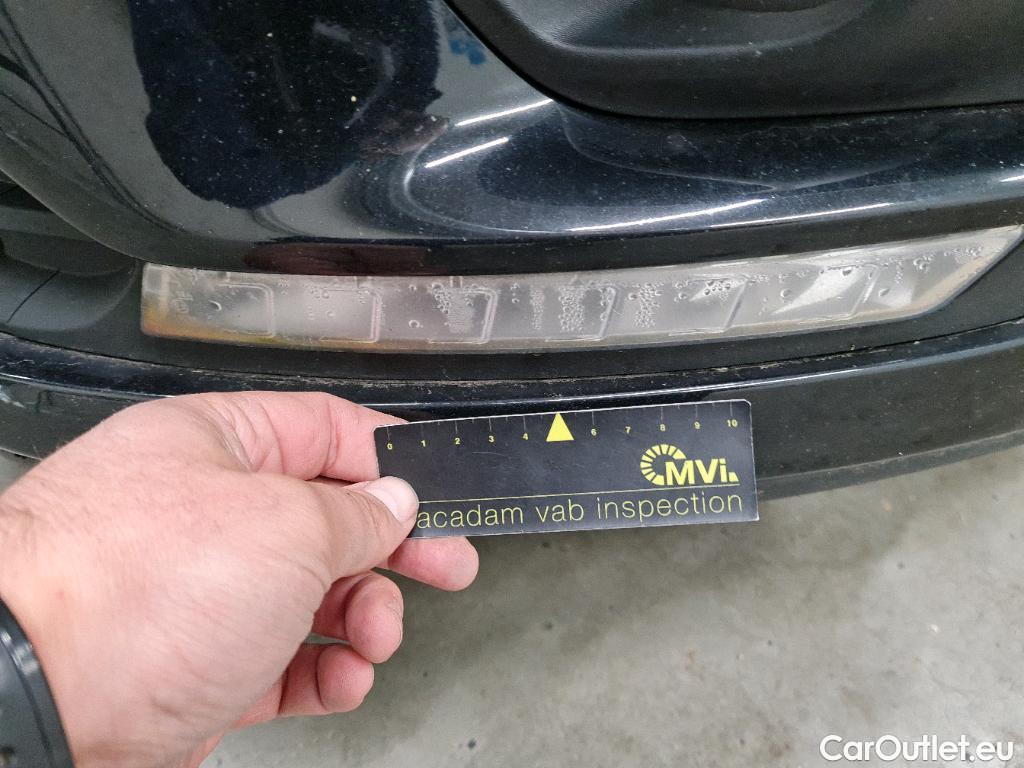 0 1 2 3 4 6 7 8 9 10
MVi
acadam vab inspection
CarOutlet.eu